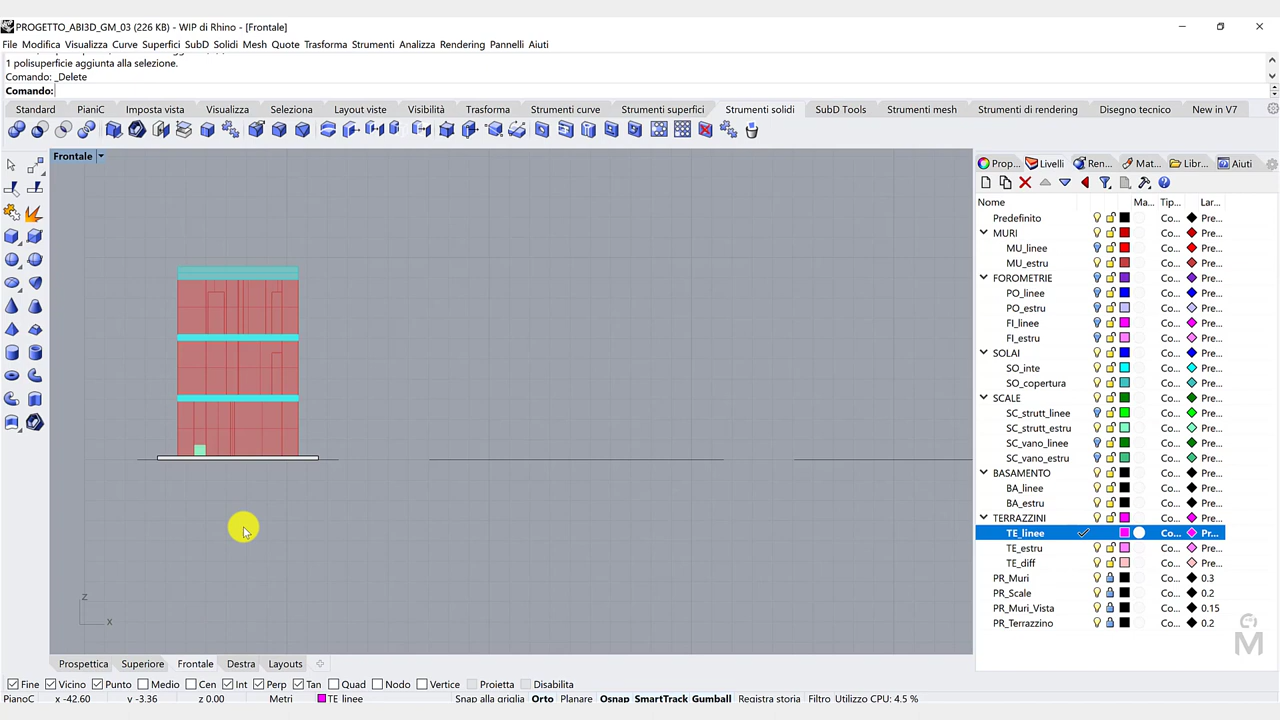 PROGETTO_ABI3D_GM_03 (226 KB) - WIP di Rhino - [Frontale]
File Modifica Visualizza Curve Superfici SubD Solidi Mesh Quote Trasforma Strumenti Analizza Rendering Pannelli Aiuti
1 polisuperficie aggiunta alla selezione.
Comando: _Delete
Comando:
Standard PianiC Imposta vista Visualizza Seleziona Layout viste Visibilità Trasforma Strumenti curve Strumenti superfici Strumenti solidi SubD Tools Strumenti mesh Strumenti di rendering Disegno tecnico New in V7
Frontale
Prop... Livelli Ren... Mat... Libr... Aiuti
Nome Ma... Tip... Lar...
Predefinito Co... Pre...
MURI Co... Pre...
MU_linee Co... Pre...
MU_estru Co... Pre...
FOROMETRIE Co... Pre...
PO_linee Co... Pre...
PO_estru Co... Pre...
FI_linee Co... Pre...
FI_estru Co... Pre...
SOLAI Co... Pre...
SO_inte Co... Pre...
SO_copertura Co... Pre...
SCALE Co... Pre...
SC_strutt_linee Co... Pre...
SC_strutt_estru Co... Pre...
SC_vano_linee Co... Pre...
SC_vano_estru Co... Pre...
BASAMENTO Co... Pre...
BA_linee Co... Pre...
BA_estru Co... Pre...
TERRAZZINI Co... Pre...
TE_linee Co... Pr...
TE_estru Co... Pre...
TE_diff Co... Pre...
PR_Muri Co... 0.3
PR_Scale Co... 0.2
PR_Muri_Vista Co... 0.15
PR_Terrazzino Co... 0.2
z
x
M
Prospettica Superiore Frontale Destra Layouts
Fine Vicino Punto Medio Cen Int Perp Tan Quad Nodo Vertice Proietta Disabilita
PianoC x -42.60 y -3.36 z 0.00 Metri TE_linee Snap alla griglia Orto Planare Osnap SmartTrack Gumball Registra storia Filtro Utilizzo CPU: 4.5 %